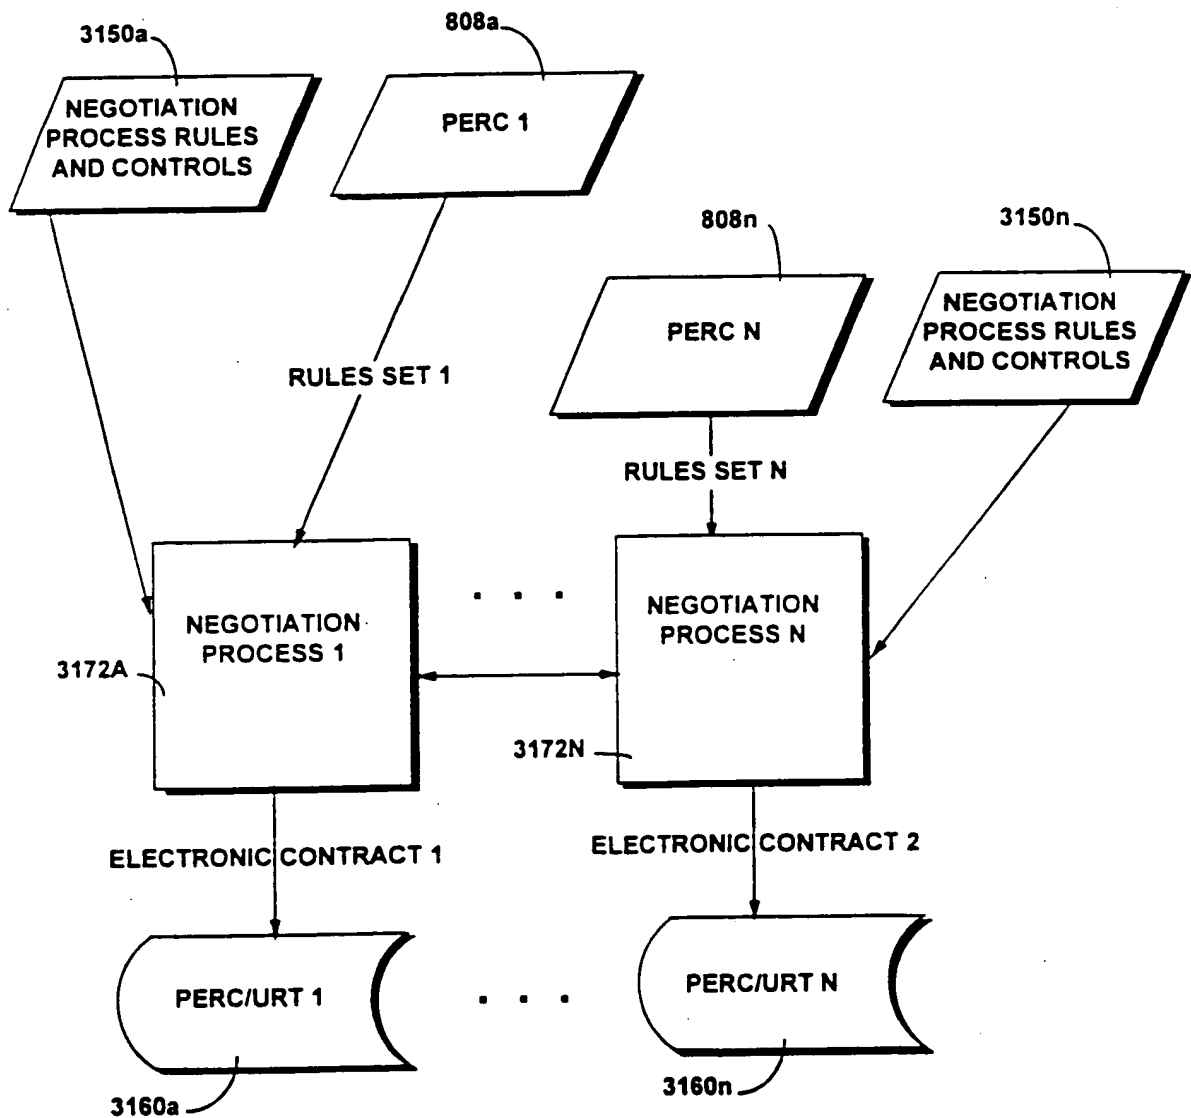 3150a
808a
NEGOTIATION
PROCESS RULES
AND CONTROLS
PERC 1
808n
3150n
PERC N
NEGOTIATION
PROCESS RULES
AND CONTROLS
RULES SET 1
RULES SET N
NEGOTIATION
PROCESS 1
. . .
NEGOTIATION
PROCESS N
3172A
3172N
ELECTRONIC CONTRACT 1
ELECTRONIC CONTRACT 2
PERC/URT 1
. . .
PERC/URT N
3160a
3160n